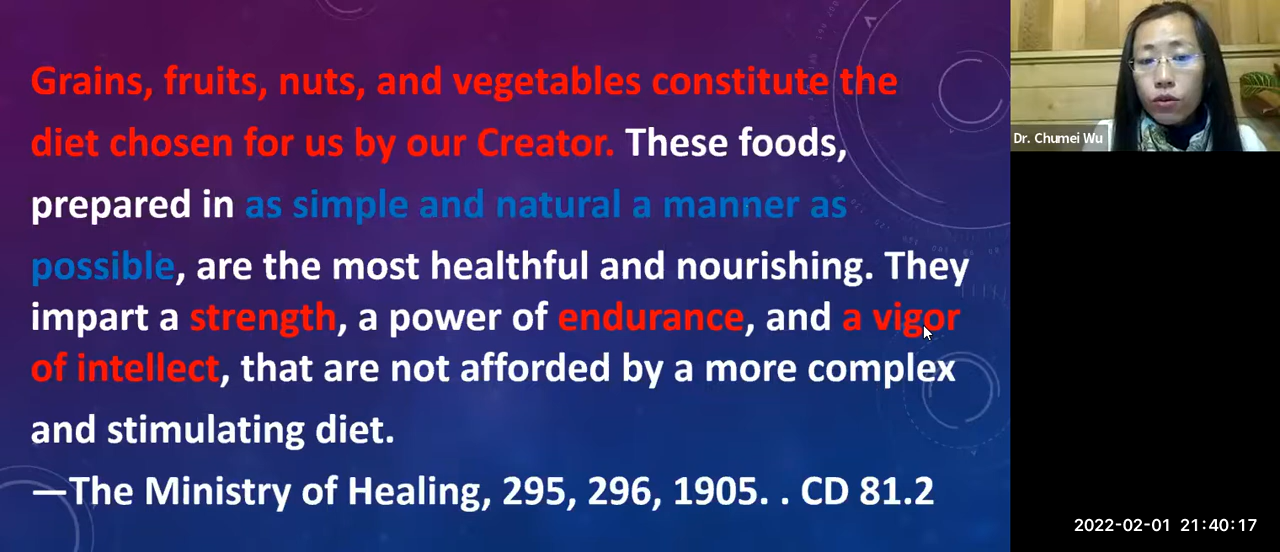 Grains, fruits, nuts, and vegetables constitute the
diet chosen for us by our Creator. These foods,
prepared in as simple and natural a manner as
possible, are the most healthful and nourishing. They
impart a strength, a power of endurance, and a vigor
of intellect, that are not afforded by a more complex
and stimulating diet.
—The Ministry of Healing, 295, 296, 1905. . CD 81.2
Dr. Chumei Wu
2022-02-01 21:40:17